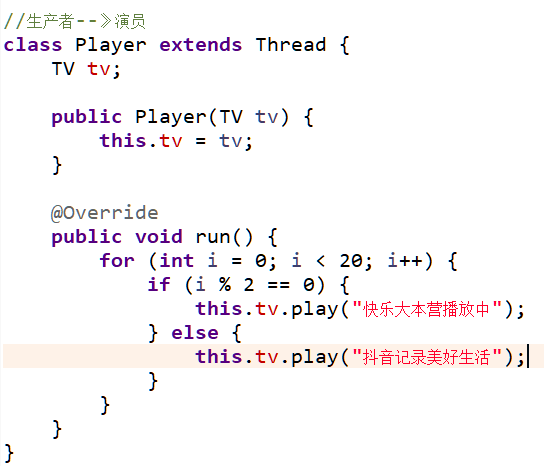 //生产者--》演员
class Player extends Thread {
    TV tv;

    public Player(TV tv) {
        this.tv = tv;
    }

    @Override
    public void run() {
        for (int i = 0; i < 20; i++) {
            if (i % 2 == 0) {
                this.tv.play("快乐大本营播放中");
            } else {
                this.tv.play("抖音记录美好生活");
            }
        }
    }
}